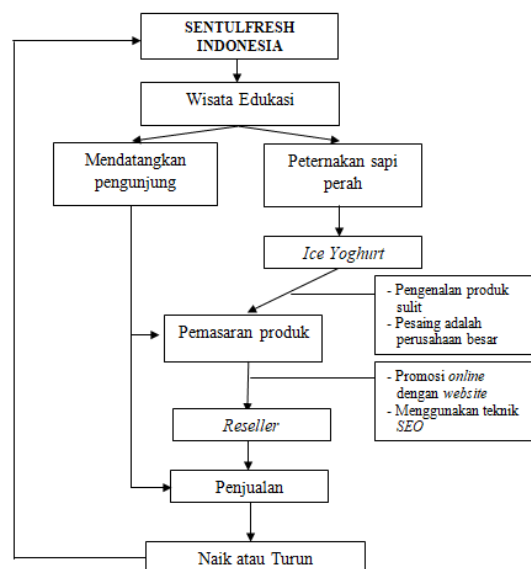 SENTULFRESH
INDONESIA
Wisata Edukasi
Mendatangkan
pengunjung
Peternakan sapi
perah
Ice Yoghurt
- Pengenalan produk
sulit
- Pesaing adalah
perusahaan besar
Pemasaran produk
- Promosi online
dengan website
- Menggunakan teknik
SEO
Reseller
Penjualan
Naik atau Turun